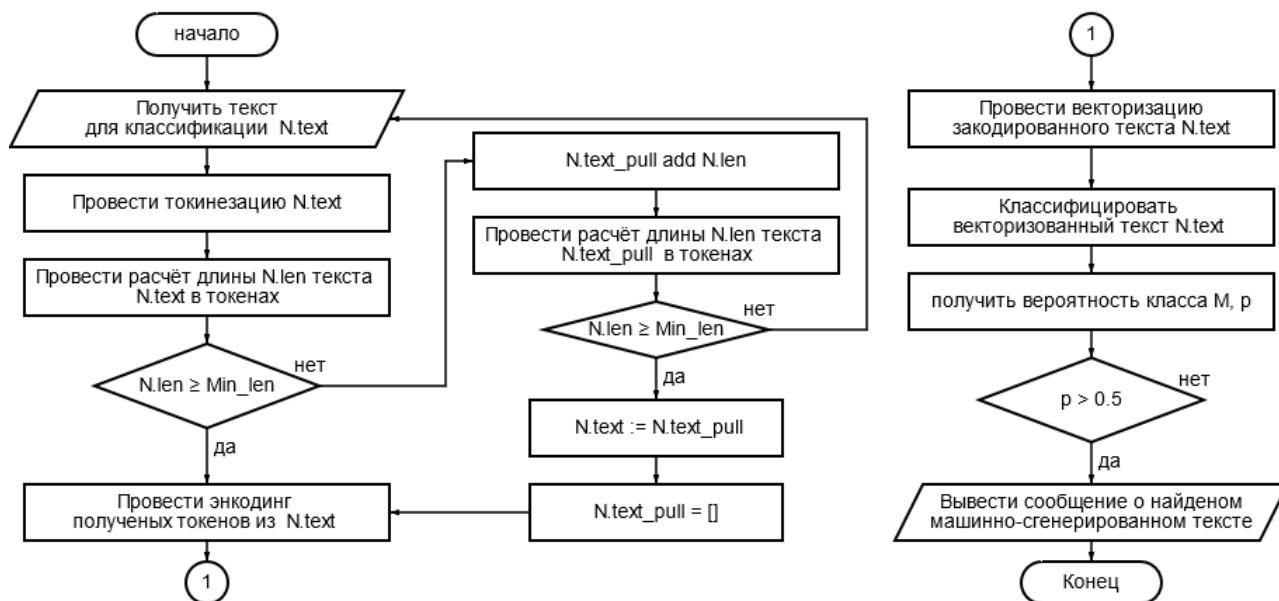 начало
Получить текст
для классификации N.text
Провести токинезацию N.text
Провести расчёт длины N.len текста
N.text в токенах
N.len ≥ Min_len
нет
да
Провести энкодинг
полученых токенов из N.text
1
N.text_pull add N.len
Провести расчёт длины N.len текста
N.text_pull в токенах
N.len ≥ Min_len
нет
да
N.text := N.text_pull
N.text_pull = []
1
Провести векторизацию
закодированного текста N.text
Классифицировать
векторизованный текст N.text
получить вероятность класса M, p
p > 0.5
нет
да
Вывести сообщение о найденом
машинно-сгенерированном тексте
Конец